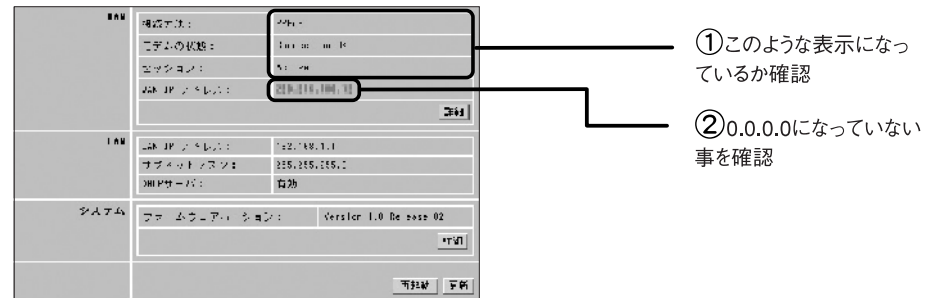 WAN
接続方法：
モデムの状態：
セッション：
WAN IP アドレス：
詳細
LAN
LAN IP アドレス： 192.168.1.1
サブネットマスク： 255.255.255.0
DHCPサーバ： 有効
システム
ファームウェアバージョン： Version 1.0 Release 02
再起動 更新
①このような表示になっ
ているか確認
②0.0.0.0になっていない
事を確認